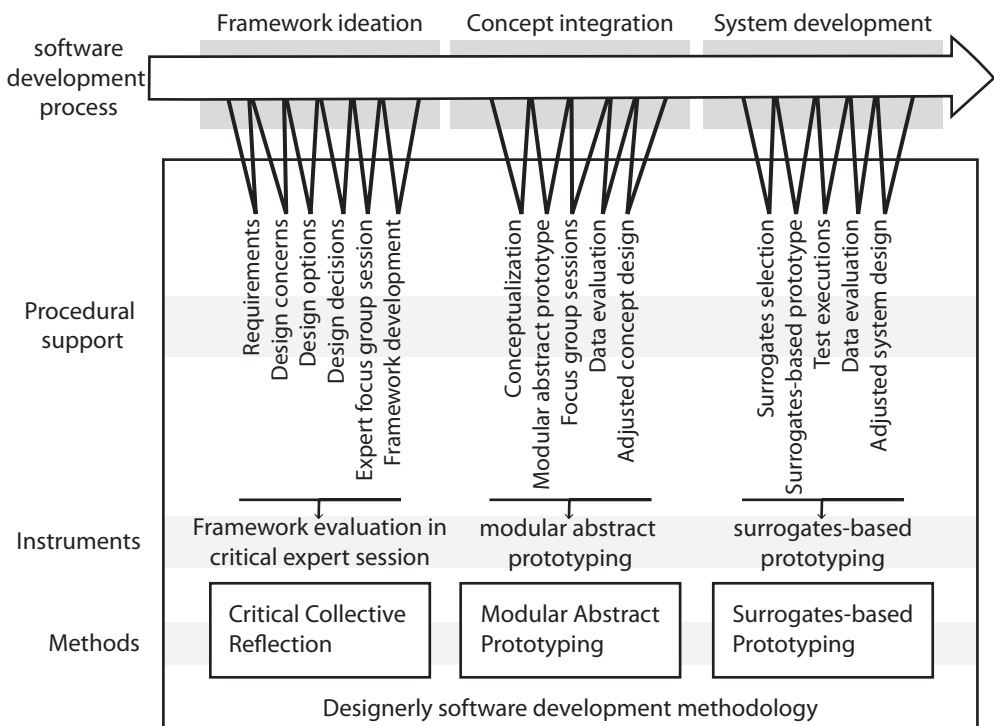 Framework ideation
Concept integration
System development
software
development
process
Procedural
support
Requirements
Design concerns
Design options
Design decisions
Expert focus group session
Framework development
Conceptualization
Modular abstract prototype
Focus group sessions
Data evaluation
Adjusted concept design
Surrogates selection
Surrogates-based prototype
Test executions
Data evaluation
Adjusted system design
Instruments
Framework evaluation in
critical expert session
modular abstract
prototyping
surrogates-based
prototyping
Methods
Critical Collective
Reflection
Modular Abstract
Prototyping
Surrogates-based
Prototyping
Designerly software development methodology